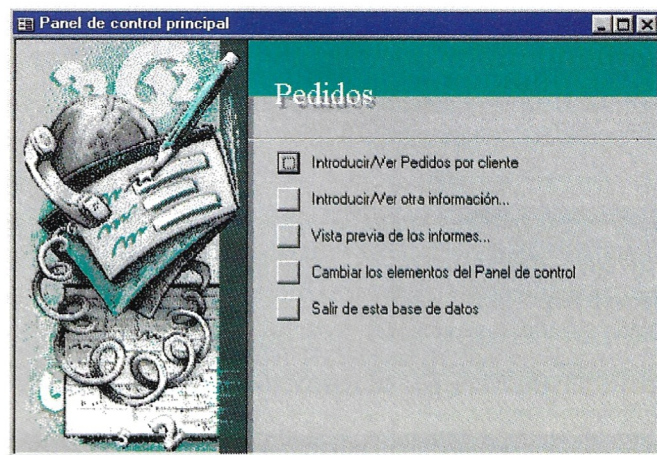 Panel de control principal
Pedidos
Introducir/Ver Pedidos por cliente
Introducir/Ver otra información...
Vista previa de los informes...
Cambiar los elementos del Panel de control
Salir de esta base de datos